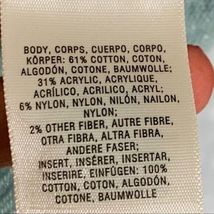 BODY, CORPS, CUERPO, CORPO,
KÖRPER: 61% COTTON, COTON,
ALGODÓN, COTONE, BAUMWOLLE;
31% ACRYLIC, ACRYLIQUE,
ACRÍLICO, ACRILICO, ACRYL;
6% NYLON, NYLON, NILÓN, NAILON,
NYLON;
2% OTHER FIBER, AUTRE FIBRE,
OTRA FIBRA, ALTRA FIBRA,
ANDERE FASER;
INSERT, INSÉRER, INSERTAR,
INSERIRE, EINFÜGEN: 100%
COTTON, COTON, ALGODÓN,
COTONE, BAUMWOLLE